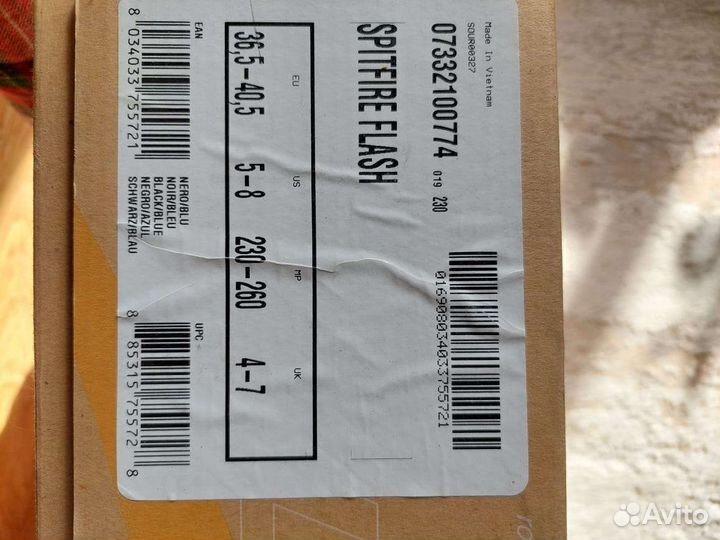 Made In Vietnam
SOUR00327
07332100774 019 230
016908034033755721
SPITFIRE FLASH
EU US MP UK
36,5-40,5 5-8 230-260 4-7
NERO/BLU
NOIR/BLEU
BLACK/BLUE
NEGRO/AZUL
SCHWARZ/BLAU
EAN
8 034033 755721
UPC
8 85315 75572 8
Avito